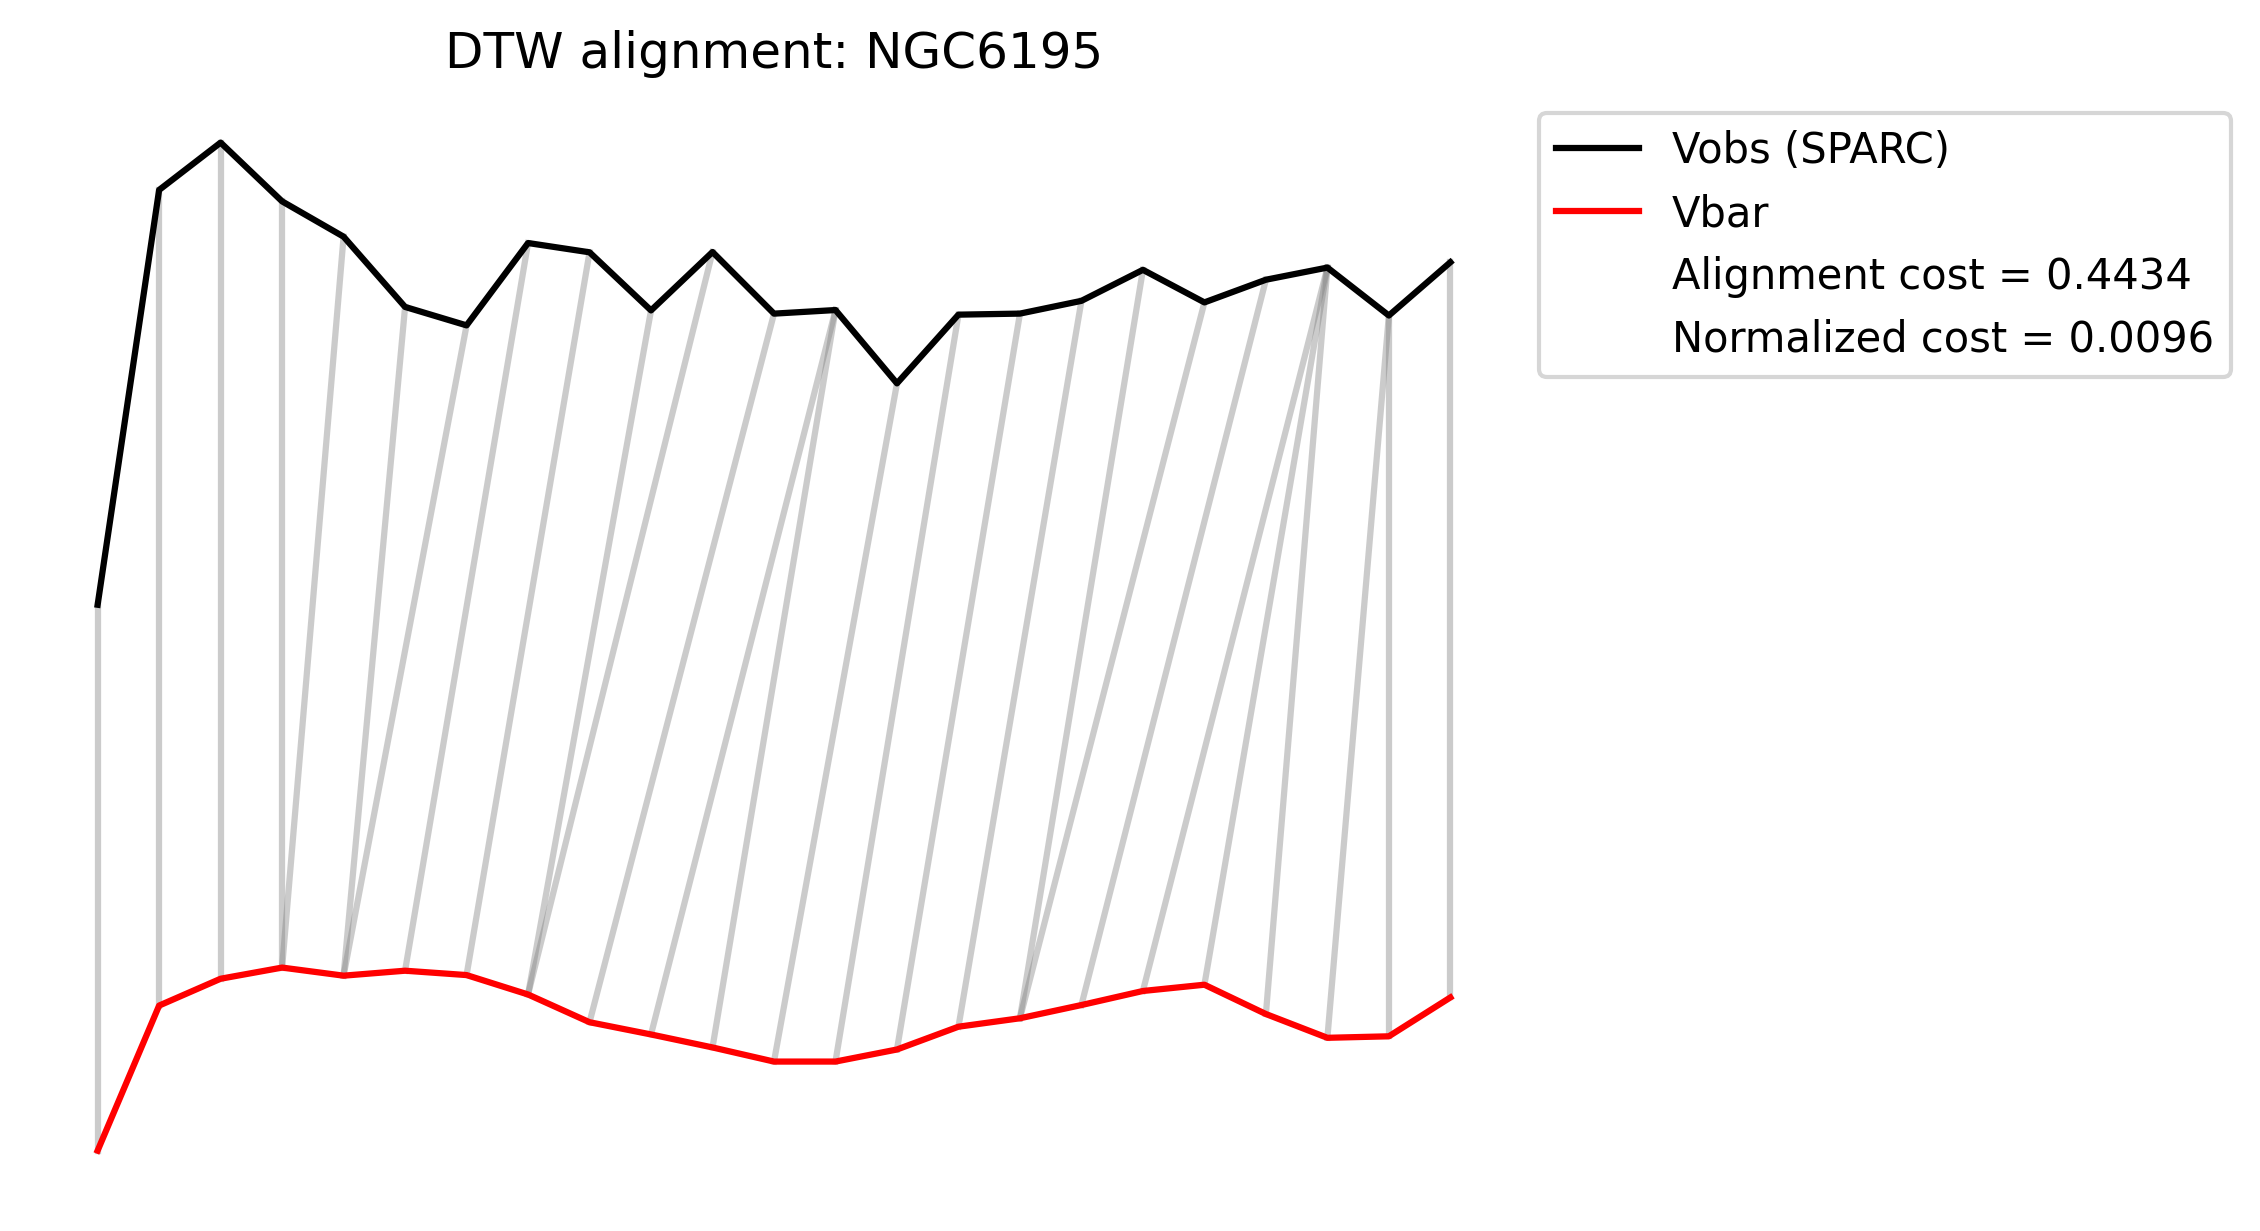 DTW alignment: NGC6195
Vobs (SPARC)
Vbar
Alignment cost = 0.4434
Normalized cost = 0.0096